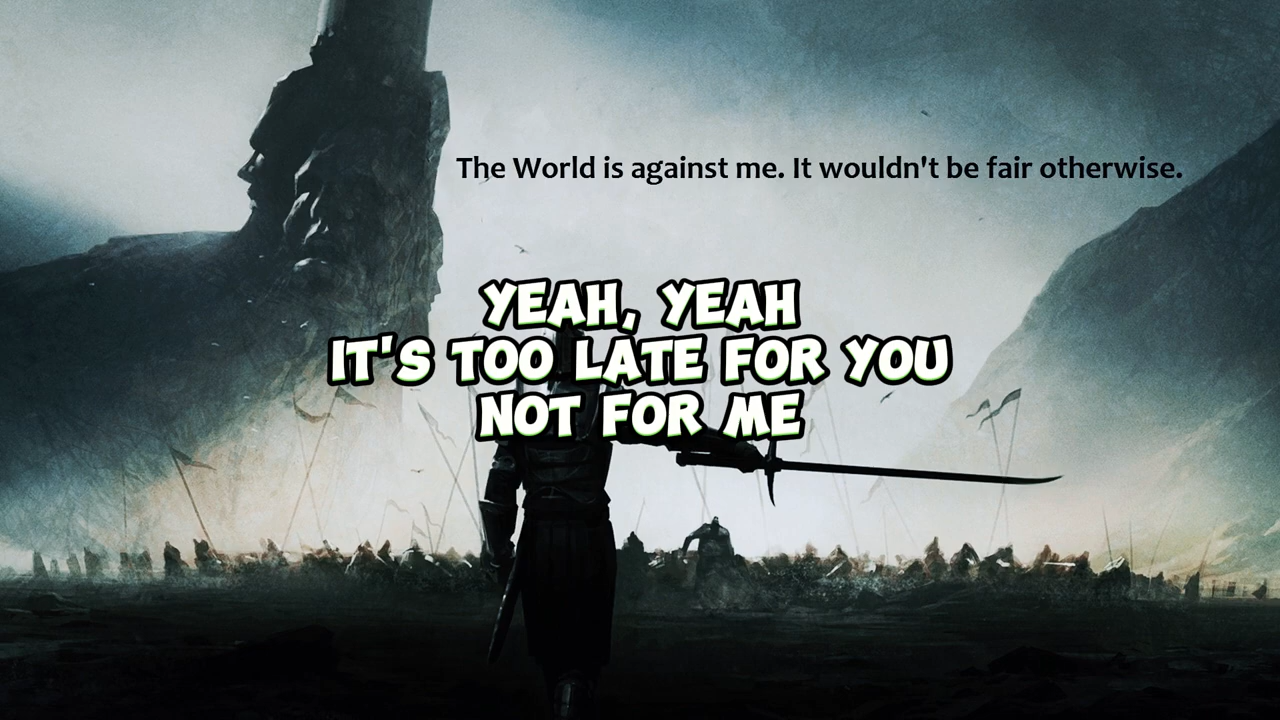 The World is against me. It wouldn't be fair otherwise.
YEAH, YEAH
IT'S TOO LATE FOR YOU
NOT FOR ME